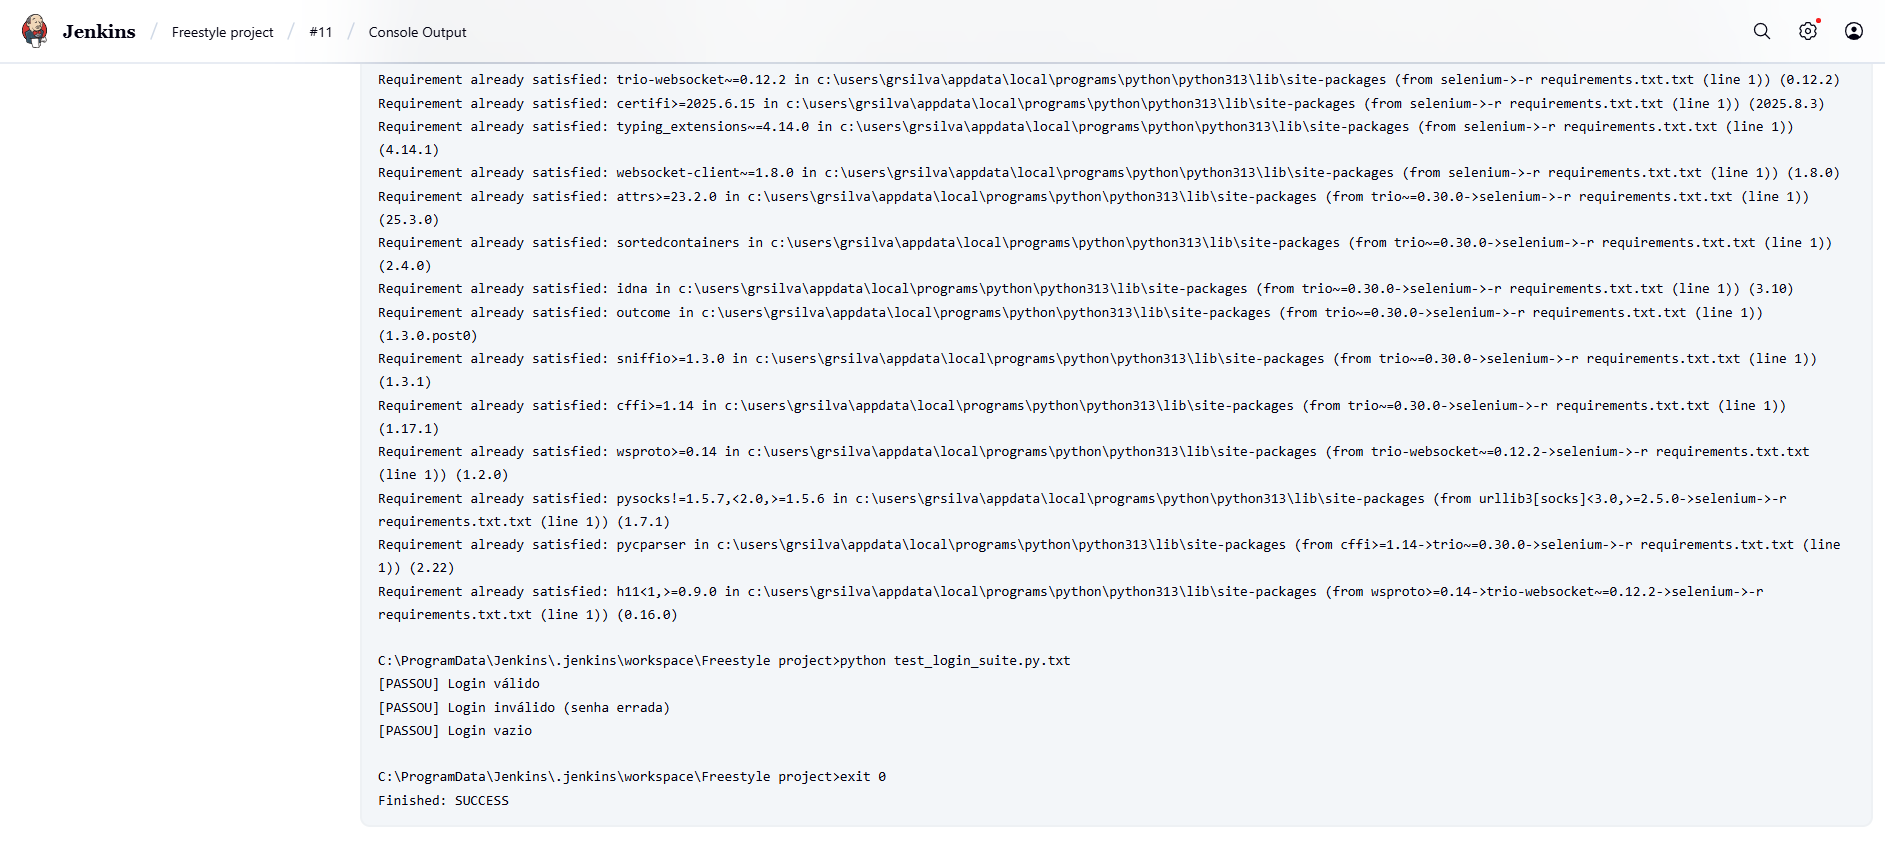 Jenkins / Freestyle project / #11 / Console Output
Requirement already satisfied: trio-websocket~=0.12.2 in c:\users\grsilva\appdata\local\programs\python\python313\lib\site-packages (from selenium->-r requirements.txt.txt (line 1)) (0.12.2)
Requirement already satisfied: certifi>=2025.6.15 in c:\users\grsilva\appdata\local\programs\python\python313\lib\site-packages (from selenium->-r requirements.txt.txt (line 1)) (2025.8.3)
Requirement already satisfied: typing_extensions~=4.14.0 in c:\users\grsilva\appdata\local\programs\python\python313\lib\site-packages (from selenium->-r requirements.txt.txt (line 1))
(4.14.1)
Requirement already satisfied: websocket-client~=1.8.0 in c:\users\grsilva\appdata\local\programs\python\python313\lib\site-packages (from selenium->-r requirements.txt.txt (line 1)) (1.8.0)
Requirement already satisfied: attrs>=23.2.0 in c:\users\grsilva\appdata\local\programs\python\python313\lib\site-packages (from trio~=0.30.0->selenium->-r requirements.txt.txt (line 1))
(25.3.0)
Requirement already satisfied: sortedcontainers in c:\users\grsilva\appdata\local\programs\python\python313\lib\site-packages (from trio~=0.30.0->selenium->-r requirements.txt.txt (line 1))
(2.4.0)
Requirement already satisfied: idna in c:\users\grsilva\appdata\local\programs\python\python313\lib\site-packages (from trio~=0.30.0->selenium->-r requirements.txt.txt (line 1)) (3.10)
Requirement already satisfied: outcome in c:\users\grsilva\appdata\local\programs\python\python313\lib\site-packages (from trio~=0.30.0->selenium->-r requirements.txt.txt (line 1))
(1.3.0.post0)
Requirement already satisfied: sniffio>=1.3.0 in c:\users\grsilva\appdata\local\programs\python\python313\lib\site-packages (from trio~=0.30.0->selenium->-r requirements.txt.txt (line 1))
(1.3.1)
Requirement already satisfied: cffi>=1.14 in c:\users\grsilva\appdata\local\programs\python\python313\lib\site-packages (from trio~=0.30.0->selenium->-r requirements.txt.txt (line 1))
(1.17.1)
Requirement already satisfied: wsproto>=0.14 in c:\users\grsilva\appdata\local\programs\python\python313\lib\site-packages (from trio-websocket~=0.12.2->selenium->-r requirements.txt.txt
(line 1)) (1.2.0)
Requirement already satisfied: pysocks!=1.5.7,<2.0,>=1.5.6 in c:\users\grsilva\appdata\local\programs\python\python313\lib\site-packages (from urllib3[socks]<3.0,>=2.5.0->selenium->-r
requirements.txt.txt (line 1)) (1.7.1)
Requirement already satisfied: pycparser in c:\users\grsilva\appdata\local\programs\python\python313\lib\site-packages (from cffi>=1.14->trio~=0.30.0->selenium->-r requirements.txt.txt (line
1)) (2.22)
Requirement already satisfied: h11<1,>=0.9.0 in c:\users\grsilva\appdata\local\programs\python\python313\lib\site-packages (from wsproto>=0.14->trio-websocket~=0.12.2->selenium->-r
requirements.txt.txt (line 1)) (0.16.0)
C:\ProgramData\Jenkins\.jenkins\workspace\Freestyle project>python test_login_suite.py.txt
[PASSOU] Login válido
[PASSOU] Login inválido (senha errada)
[PASSOU] Login vazio
C:\ProgramData\Jenkins\.jenkins\workspace\Freestyle project>exit 0
Finished: SUCCESS